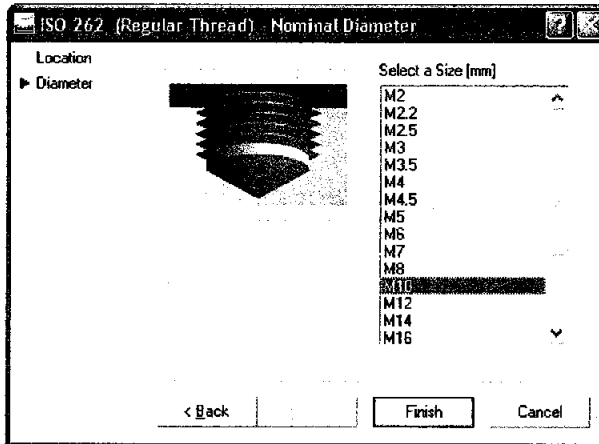 ISO 262 (Regular Thread) - Nominal Diameter
Location
Diameter
Select a Size [mm]
M2
M2.2
M2.5
M3
M3.5
M4
M4.5
M5
M6
M7
M8
M10
M12
M14
M16
< Back
Finish
Cancel